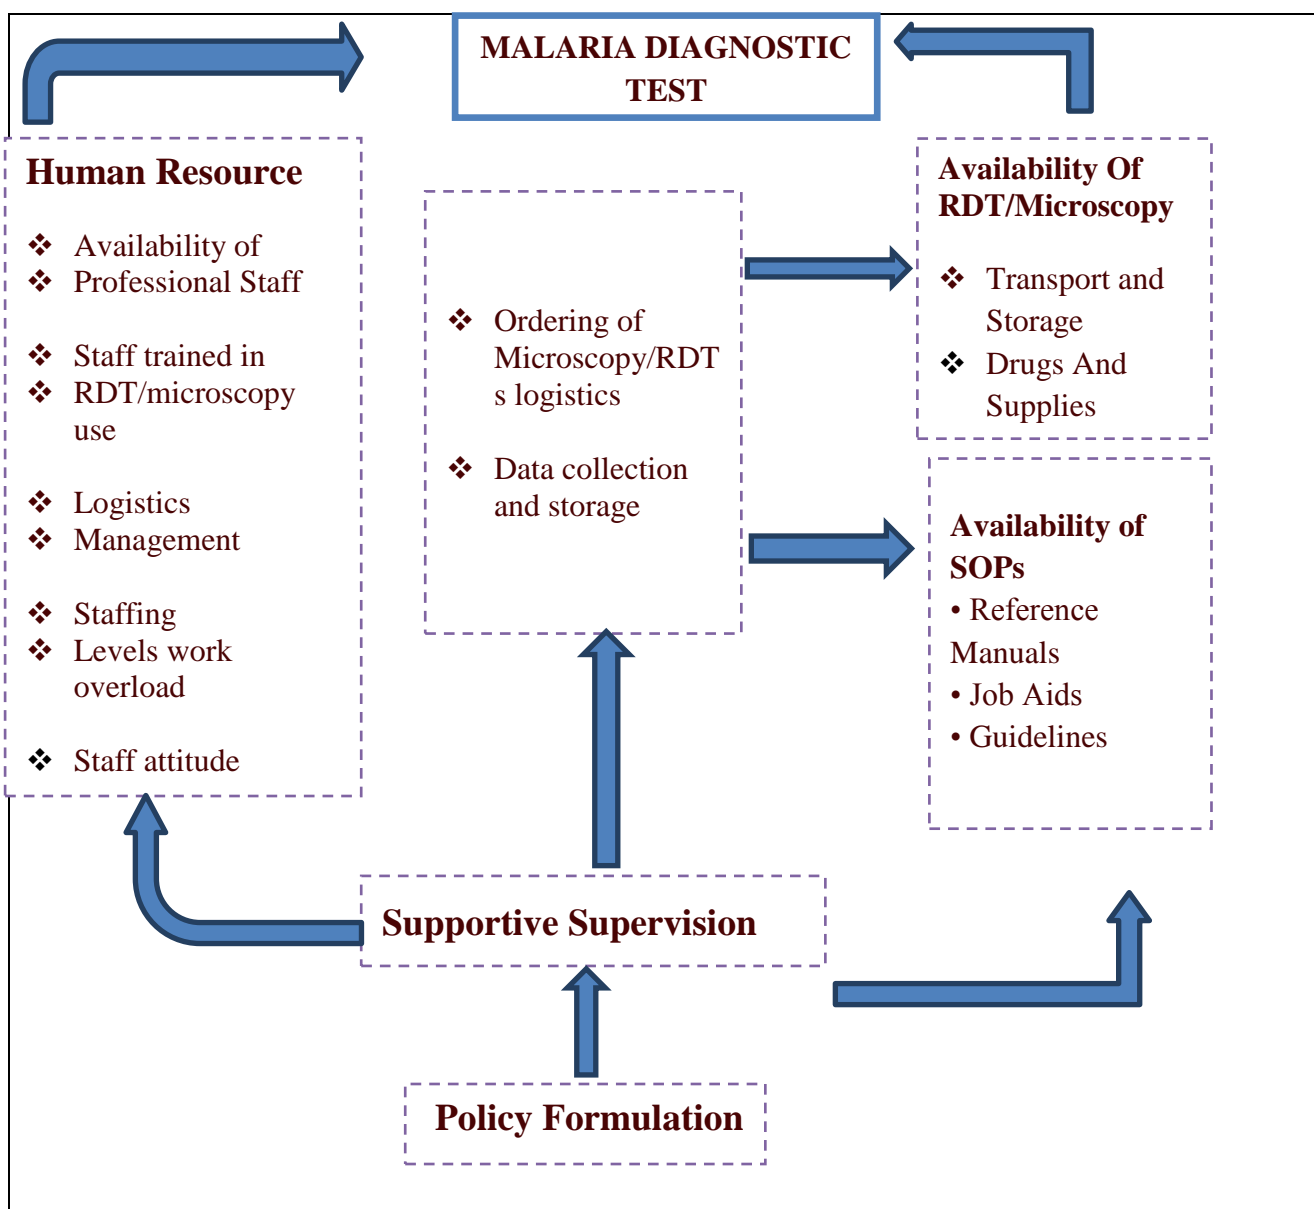 MALARIA DIAGNOSTIC
TEST
Human Resource
❖ Availability of
❖ Professional Staff
❖ Staff trained in
❖ RDT/microscopy
use
❖ Logistics
❖ Management
❖ Staffing
❖ Levels work
overload
❖ Staff attitude
❖ Ordering of
Microscopy/RDT
s logistics
❖ Data collection
and storage
Availability Of
RDT/Microscopy
❖ Transport and
Storage
❖ Drugs And
Supplies
Availability of
SOPs
• Reference
Manuals
• Job Aids
• Guidelines
Supportive Supervision
Policy Formulation